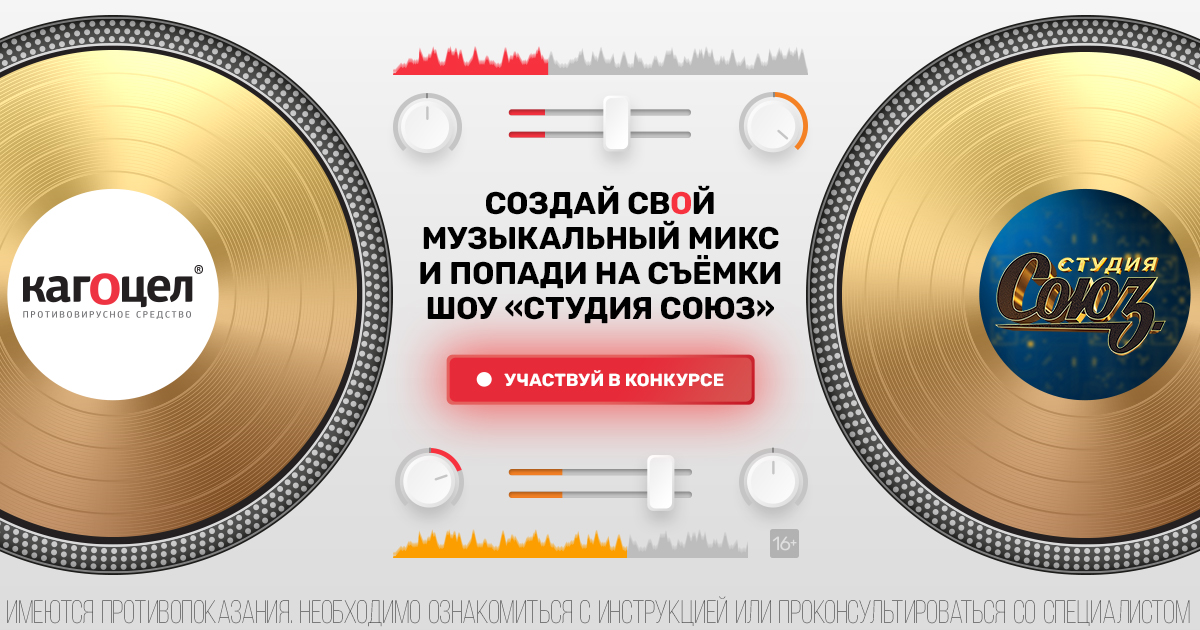 СОЗДАЙ СВОЙ
МУЗЫКАЛЬНЫЙ МИКС
И ПОПАДИ НА СЪЁМКИ
ШОУ «СТУДИЯ СОЮЗ»
кагоцел®
ПРОТИВОВИРУСНОЕ СРЕДСТВО
СТУДИЯ
Союз
УЧАСТВУЙ В КОНКУРСЕ
16+
ИМЕЮТСЯ ПРОТИВОПОКАЗАНИЯ. НЕОБХОДИМО ОЗНАКОМИТЬСЯ С ИНСТРУКЦИЕЙ ИЛИ ПРОКОНСУЛЬТИРОВАТЬСЯ СО СПЕЦИАЛИСТОМ